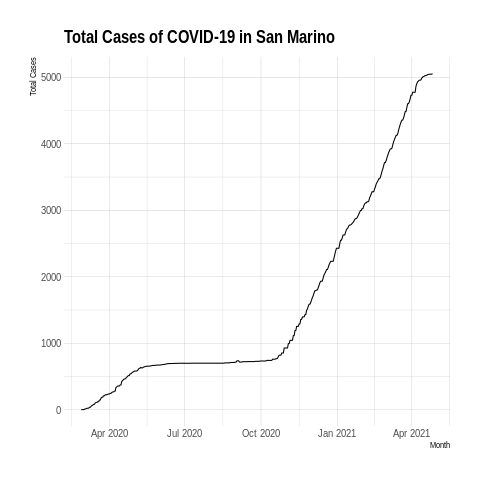 Total Cases of COVID-19 in San Marino
Total Cases
5000
4000
3000
2000
1000
0
Apr 2020 Jul 2020 Oct 2020 Jan 2021 Apr 2021
Month